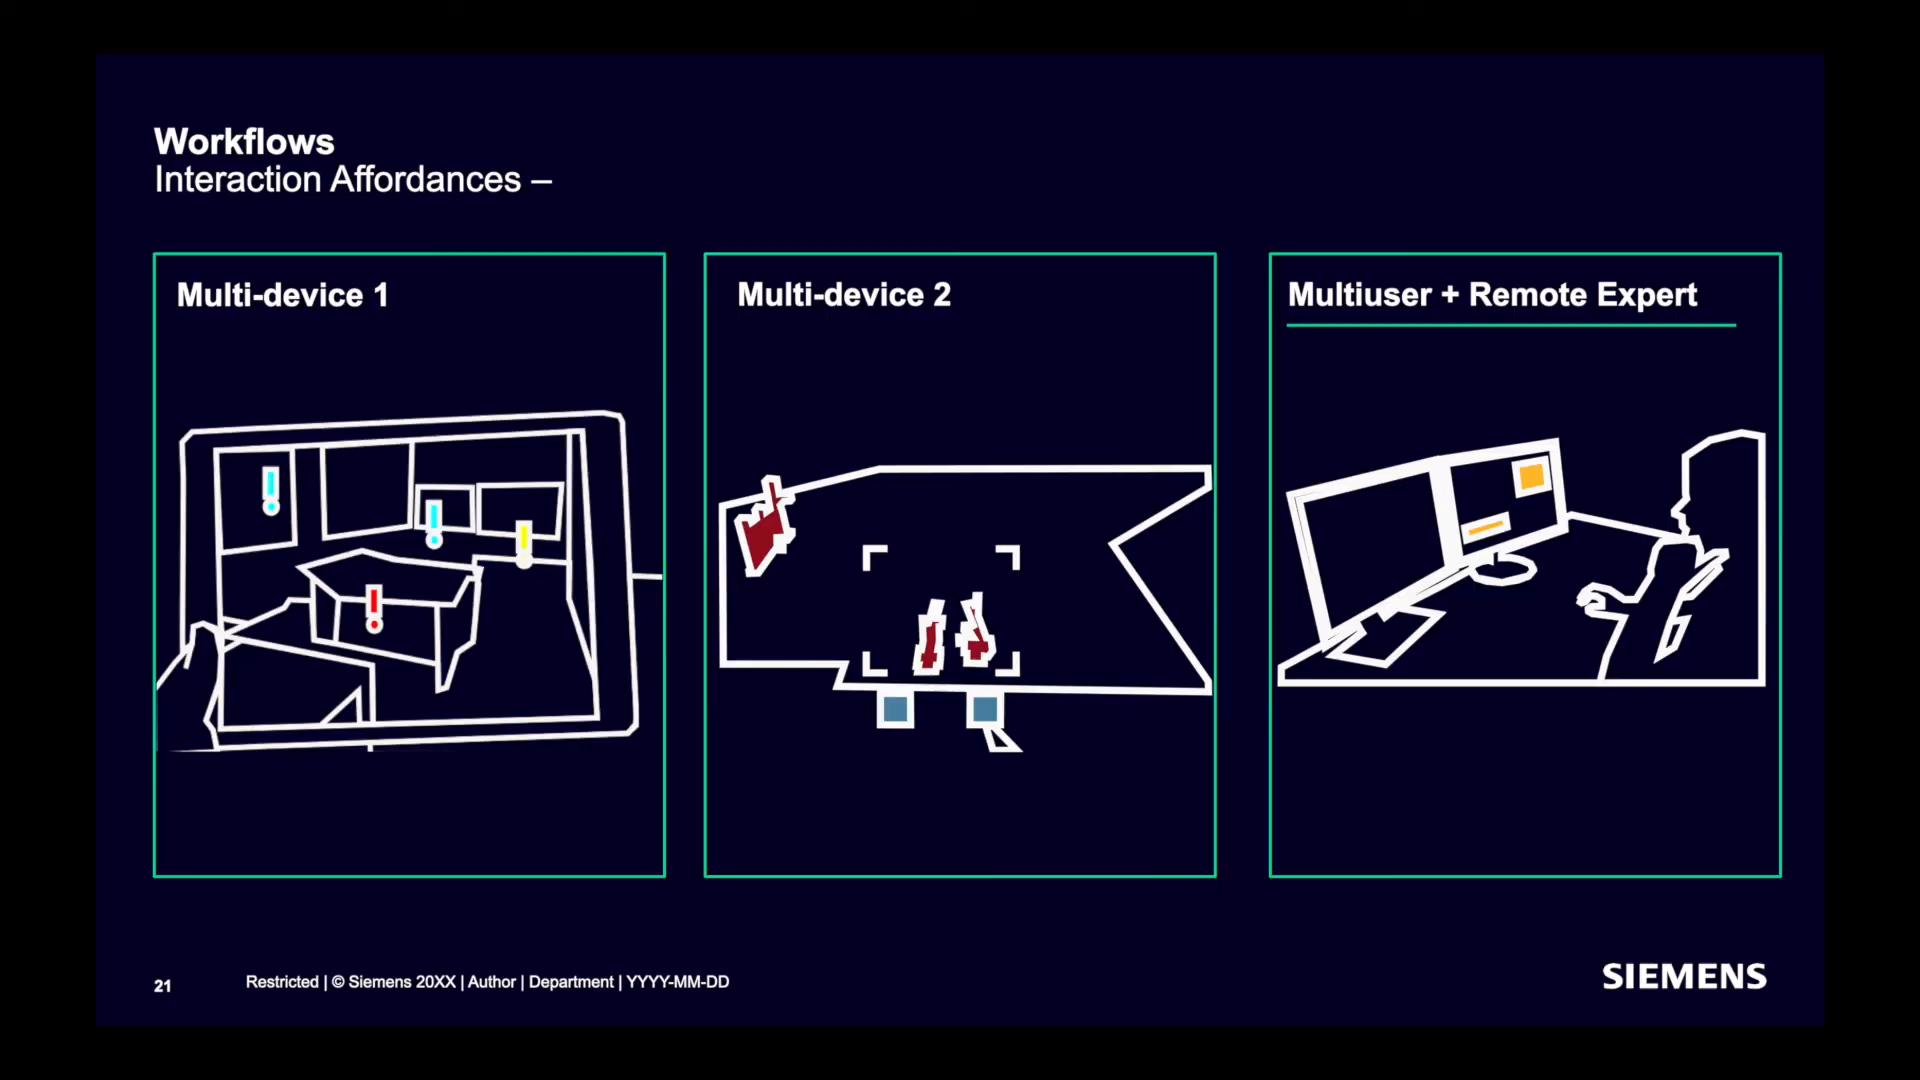 Workflows
Interaction Affordances –
Multi-device 1
Multi-device 2
Multiuser + Remote Expert
21
Restricted | © Siemens 20XX | Author | Department | YYYY-MM-DD
SIEMENS